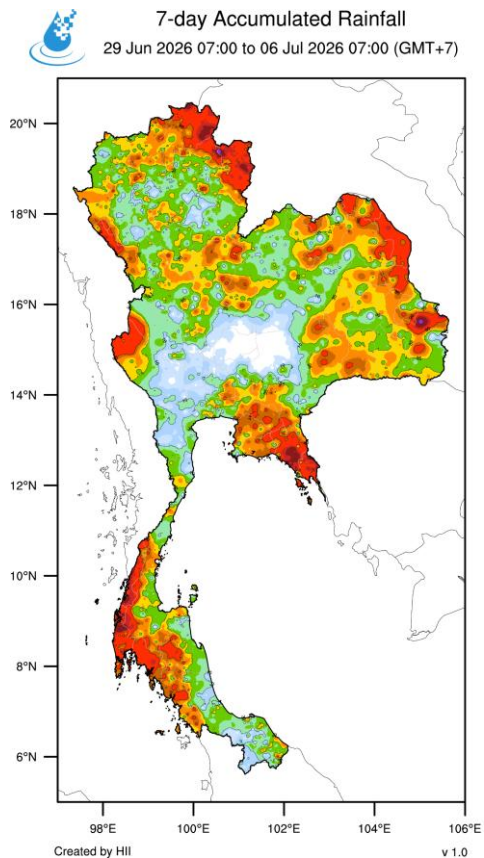 7-day Accumulated Rainfall
29 Jun 2026 07:00 to 06 Jul 2026 07:00 (GMT+7)
20°N
18°N
16°N
14°N
12°N
10°N
8°N
6°N
98°E 100°E 102°E 104°E 106°E
Created by HII v 1.0